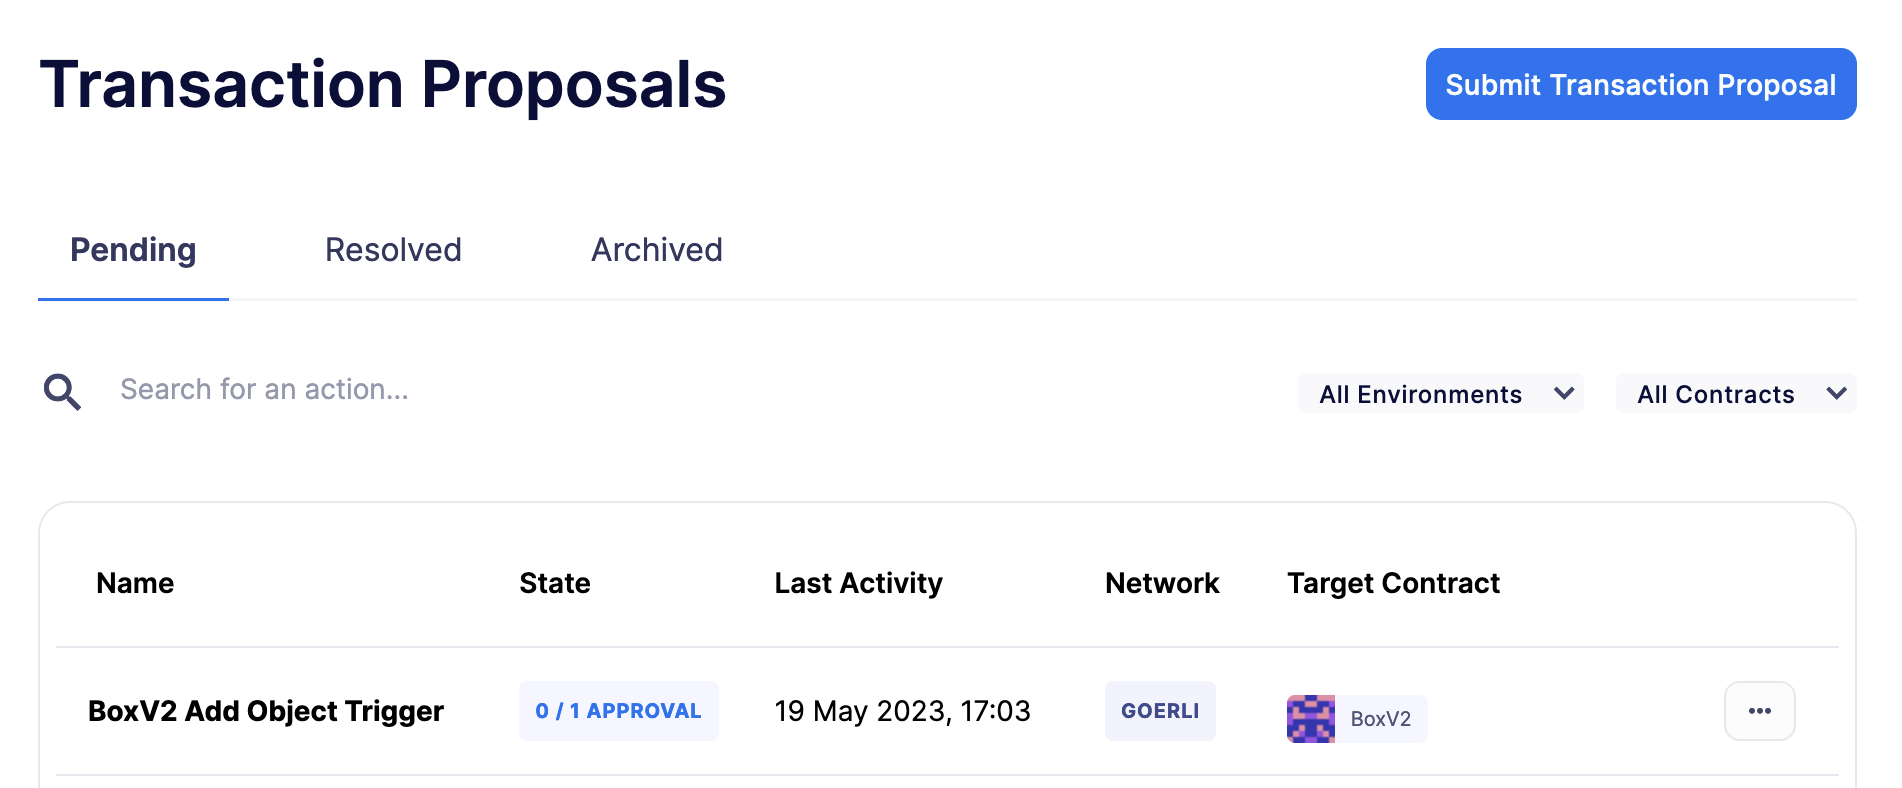 Transaction Proposals
Submit Transaction Proposal
Pending Resolved Archived
Search for an action...
All Environments
All Contracts
Name State Last Activity Network Target Contract
BoxV2 Add Object Trigger 0 / 1 APPROVAL 19 May 2023, 17:03 GOERLI BoxV2